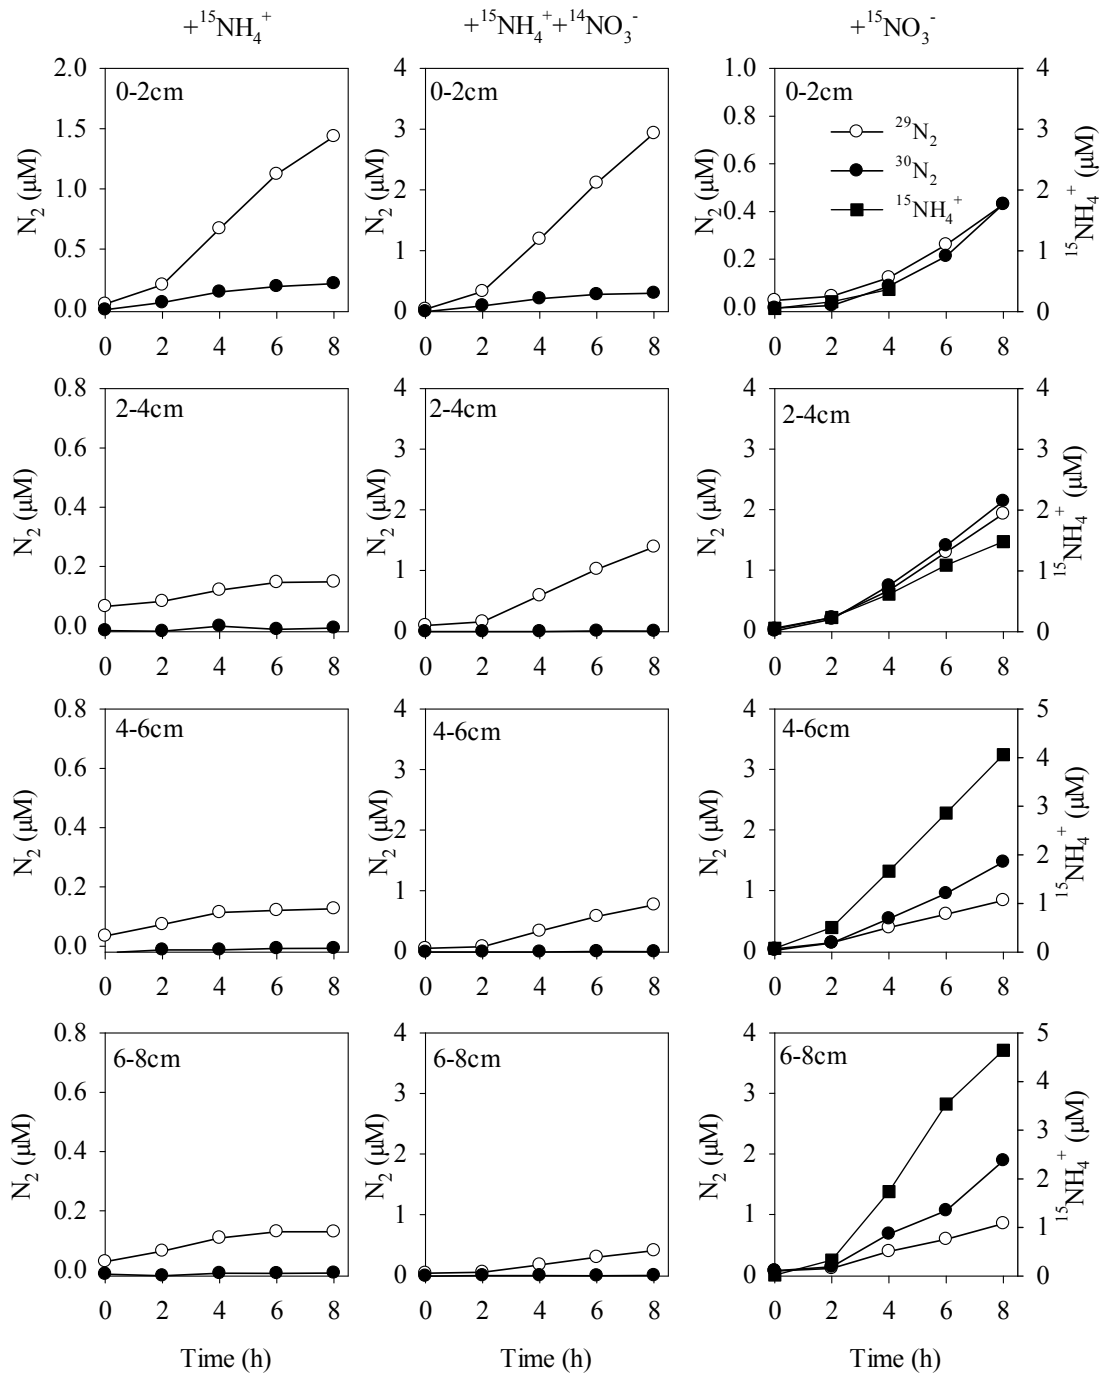 +¹⁵NH₄⁺ +¹⁵NH₄⁺+¹⁴NO₃⁻ +¹⁵NO₃⁻
0-2cm
N₂ (μM)
2.0
1.5
1.0
0.5
0.0
0 2 4 6 8
0-2cm
N₂ (μM)
4
3
2
1
0
0 2 4 6 8
0-2cm
²⁹N₂
³⁰N₂
¹⁵NH₄⁺
N₂ (μM)
1.0
0.8
0.6
0.4
0.2
0.0
4
3
2
1
0
¹⁵NH₄⁺ (μM)
0 2 4 6 8
2-4cm
N₂ (μM)
0.8
0.6
0.4
0.2
0.0
0 2 4 6 8
2-4cm
N₂ (μM)
4
3
2
1
0
0 2 4 6 8
2-4cm
N₂ (μM)
4
3
2
1
0
4
3
2
1
0
¹⁵NH₄⁺ (μM)
0 2 4 6 8
4-6cm
N₂ (μM)
0.8
0.6
0.4
0.2
0.0
0 2 4 6 8
4-6cm
N₂ (μM)
4
3
2
1
0
0 2 4 6 8
4-6cm
N₂ (μM)
4
3
2
1
0
5
4
3
2
1
0
¹⁵NH₄⁺ (μM)
0 2 4 6 8
6-8cm
N₂ (μM)
0.8
0.6
0.4
0.2
0.0
0 2 4 6 8
Time (h)
6-8cm
N₂ (μM)
4
3
2
1
0
0 2 4 6 8
Time (h)
6-8cm
N₂ (μM)
4
3
2
1
0
5
4
3
2
1
0
¹⁵NH₄⁺ (μM)
0 2 4 6 8
Time (h)